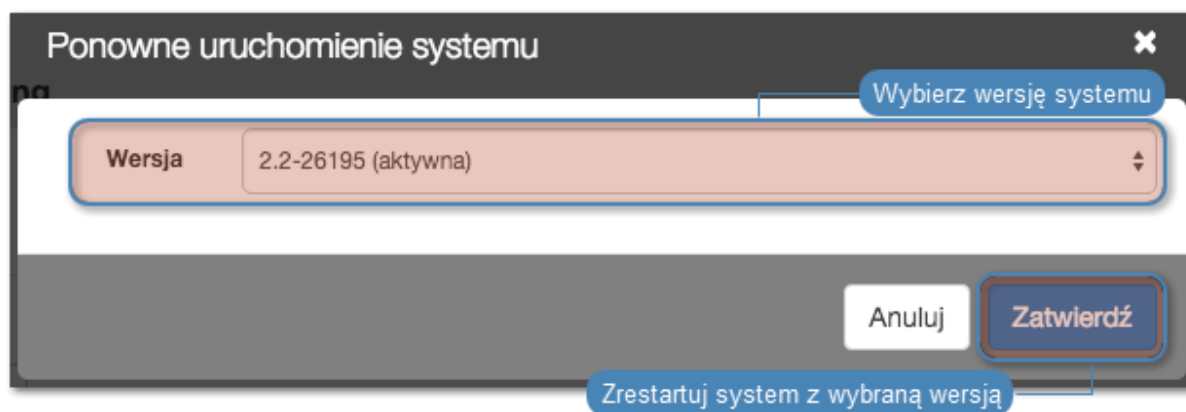 Ponowne uruchomienie systemu
Wybierz wersję systemu
Wersja 2.2-26195 (aktywna)
Anuluj Zatwierdź
Zrestartuj system z wybraną wersją